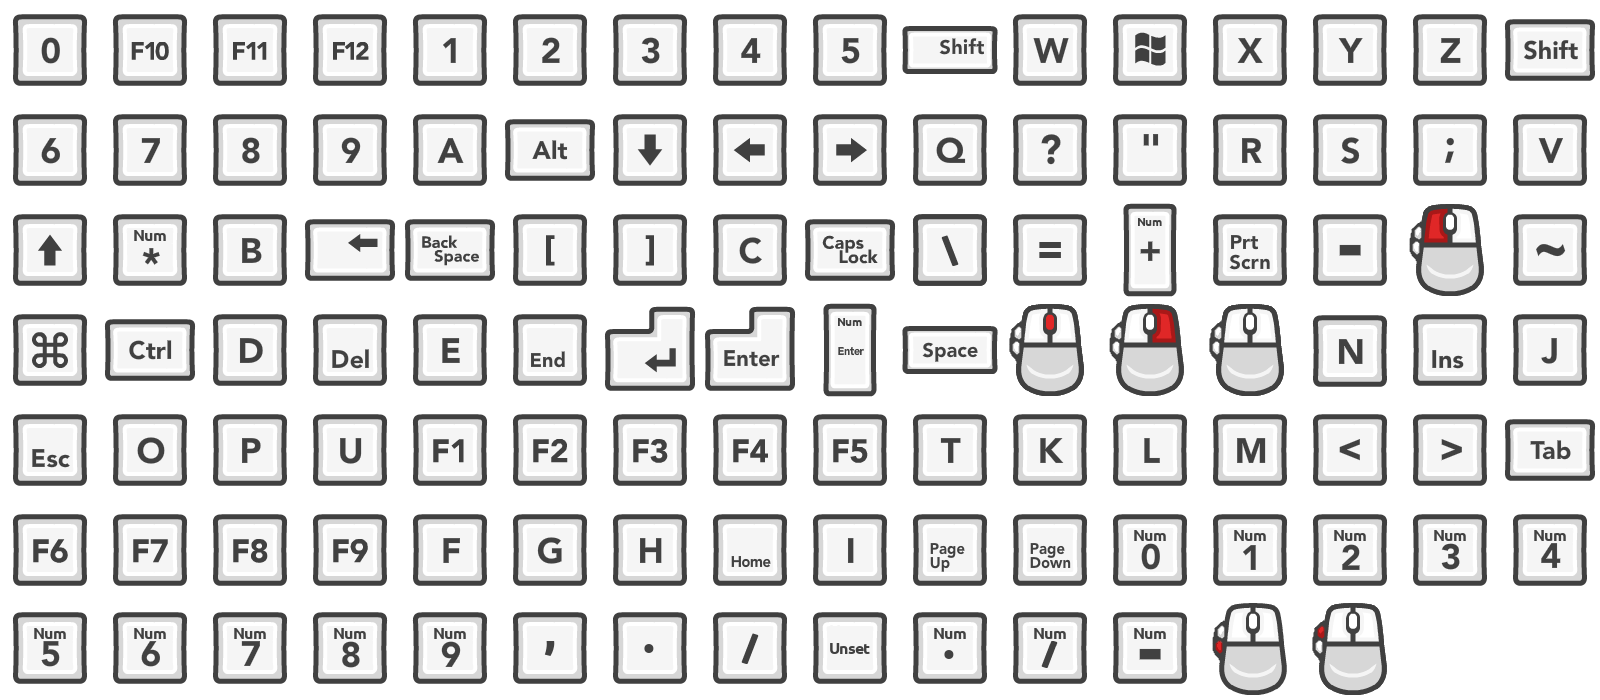 0 F10 F11 F12 1 2 3 4 5 Shift W X Y Z Shift
6 7 8 9 A Alt Q ? " R S ; V
Num * B Back Space [ ] C Caps Lock \ = Num + Prt Scrn - ~
⌘ Ctrl D Del E End Enter Num Enter Space N Ins J
Esc O P U F1 F2 F3 F4 F5 T K L M < > Tab
F6 F7 F8 F9 F G H Home I Page Up Page Down Num 0 Num 1 Num 2 Num 3 Num 4
Num 5 Num 6 Num 7 Num 8 Num 9 , . / Unset Num . Num / Num -